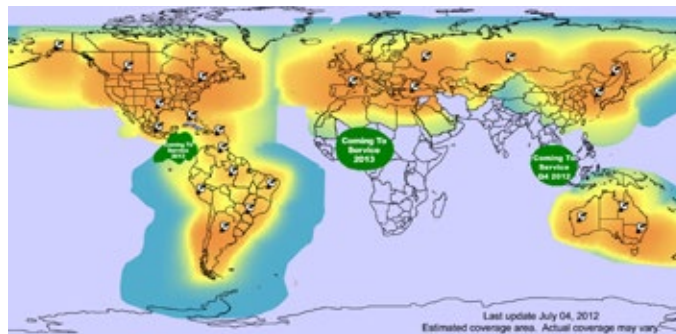 Coming To
Service
2013
Coming To
Service
2013
Coming To
Service
Q4 2012
Last update July 04, 2012
Estimated coverage area. Actual coverage may vary.